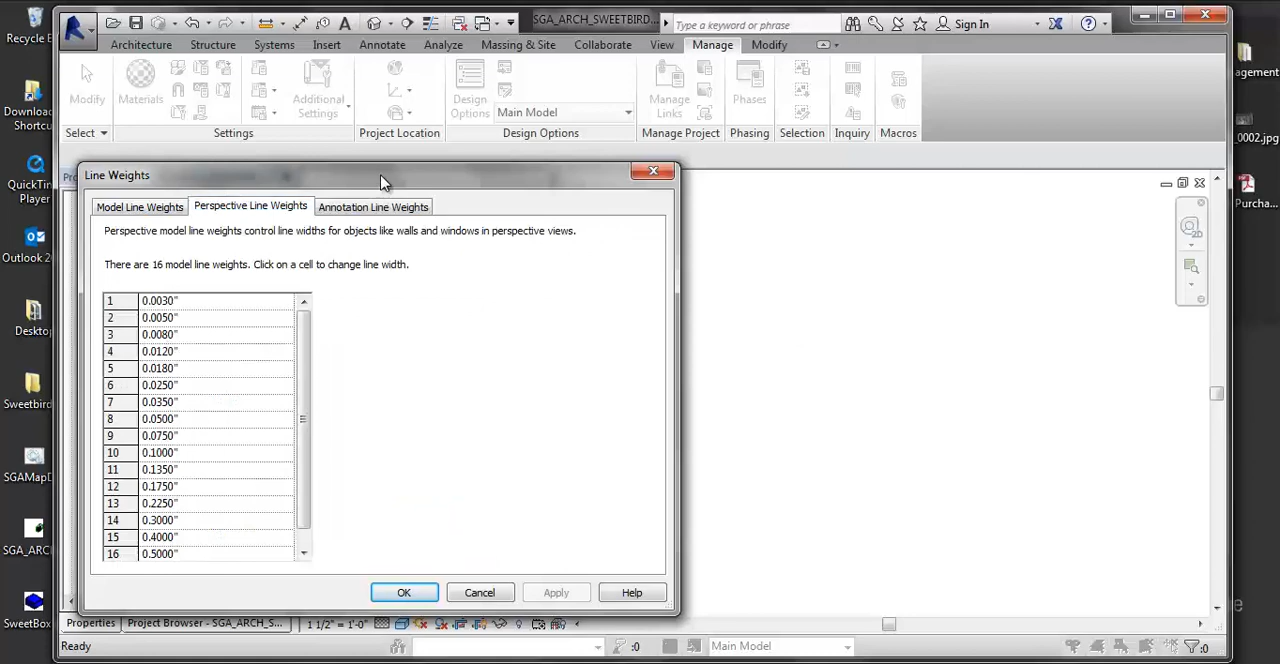 Recycle B
Downloa
Shortcu
QuickTin
Player
Outlook 20
Deskto
Sweetbird
SGAMapD
SGA_ARC
SweetBox
SGA_ARCH_SWEETBIRD...
Type a keyword or phrase
Sign In
Architecture Structure Systems Insert Annotate Analyze Massing & Site Collaborate View Manage Modify
Modify
Materials
Additional
Settings
Design
Options
Main Model
Manage
Links
Phases
Select Settings Project Location Design Options Manage Project Phasing Selection Inquiry Macros
Line Weights
Model Line Weights Perspective Line Weights Annotation Line Weights
Perspective model line weights control line widths for objects like walls and windows in perspective views.
There are 16 model line weights. Click on a cell to change line width.
1 0.0030"
2 0.0050"
3 0.0080"
4 0.0120"
5 0.0180"
6 0.0250"
7 0.0350"
8 0.0500"
9 0.0750"
10 0.1000"
11 0.1350"
12 0.1750"
13 0.2250"
14 0.3000"
15 0.4000"
16 0.5000"
OK Cancel Apply Help
Properties Project Browser - SGA_ARCH_S...
1 1/2" = 1'-0"
Ready
:0
Main Model
:0
2D
agement
_0002.jpg
Purcha...